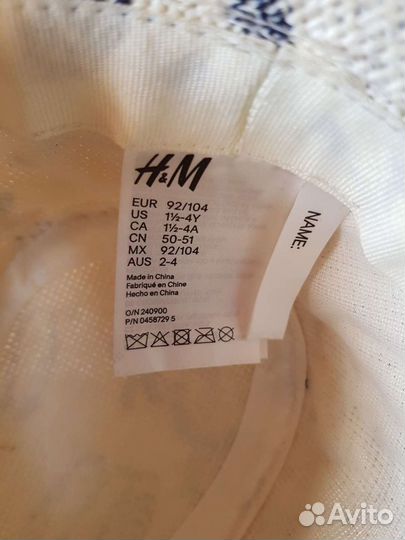 H&M
EUR 92/104
US 1½-4Y
CA 1½-4A
CN 50-51
MX 92/104
AUS 2-4
Made in China
Fabriqué en Chine
Hecho en China
O/N 240900
P/N 0458729 5
NAME:
Avito